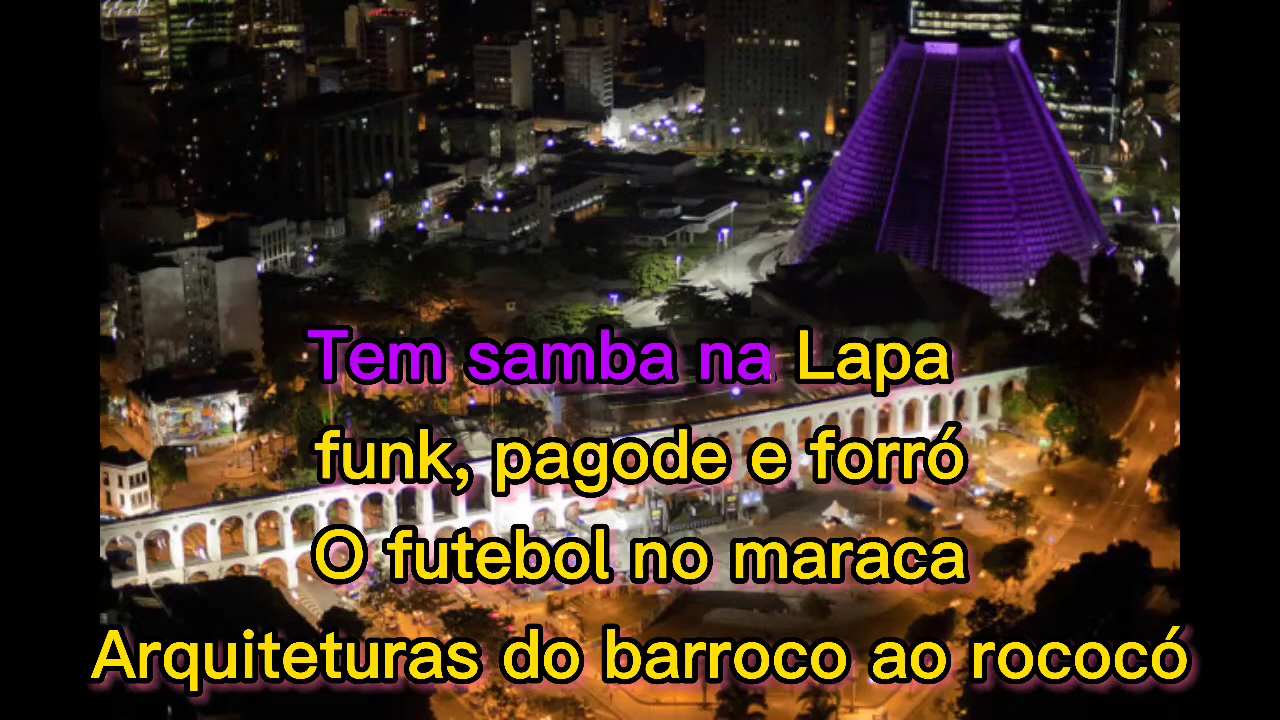 Tem samba na Lapa
funk, pagode e forró
O futebol no maraca
Arquiteturas do barroco ao rococó